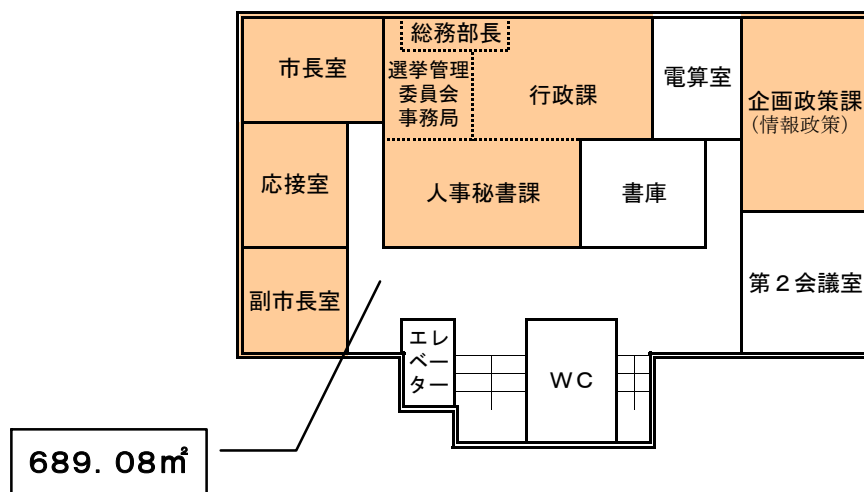 総務部長
市長室
選挙管理
委員会
事務局
行政課
電算室
企画政策課
(情報政策)
応接室
人事秘書課
書庫
副市長室
第２会議室
エレ
ベー
ター
ＷＣ
689. 08㎡